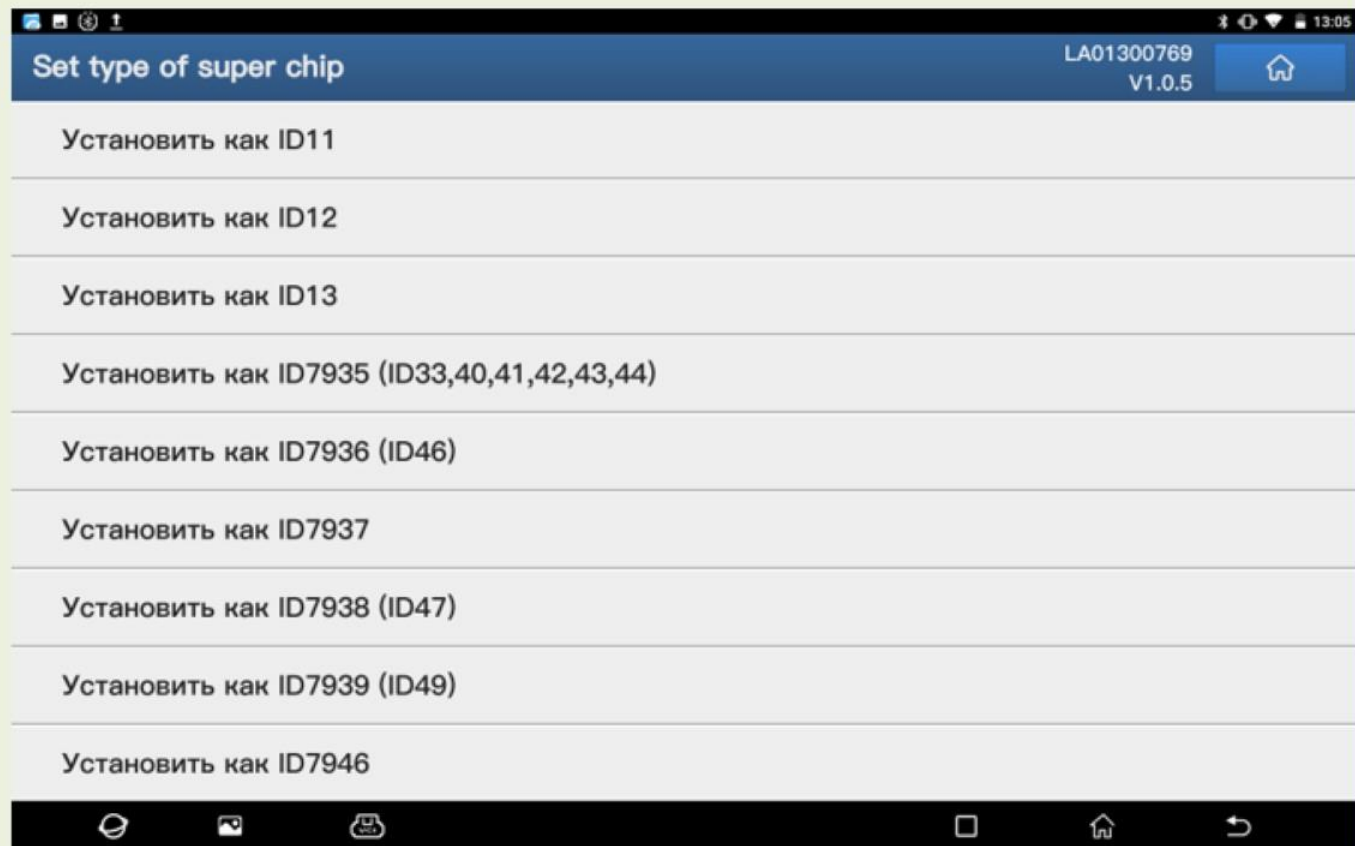 13:05
Set type of super chip
LA01300769
V1.0.5
Установить как ID11
Установить как ID12
Установить как ID13
Установить как ID7935 (ID33,40,41,42,43,44)
Установить как ID7936 (ID46)
Установить как ID7937
Установить как ID7938 (ID47)
Установить как ID7939 (ID49)
Установить как ID7946